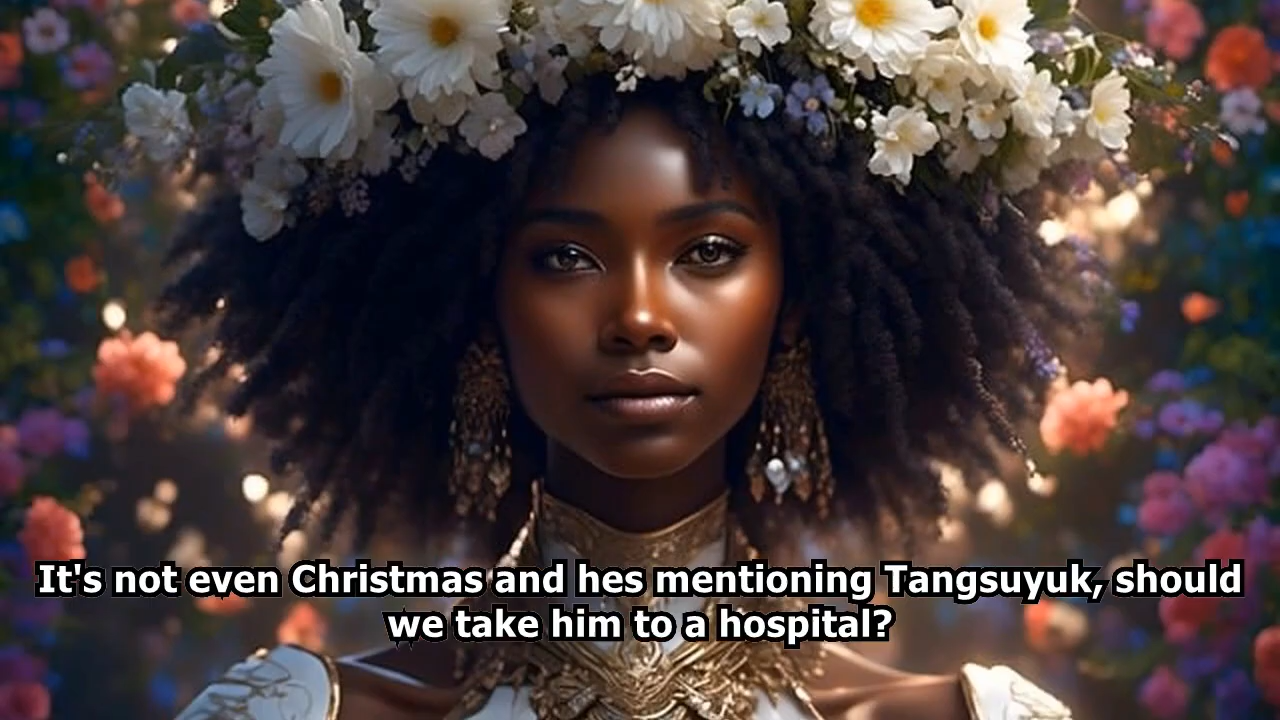 It's not even Christmas and hes mentioning Tangsuyuk, should
we take him to a hospital?